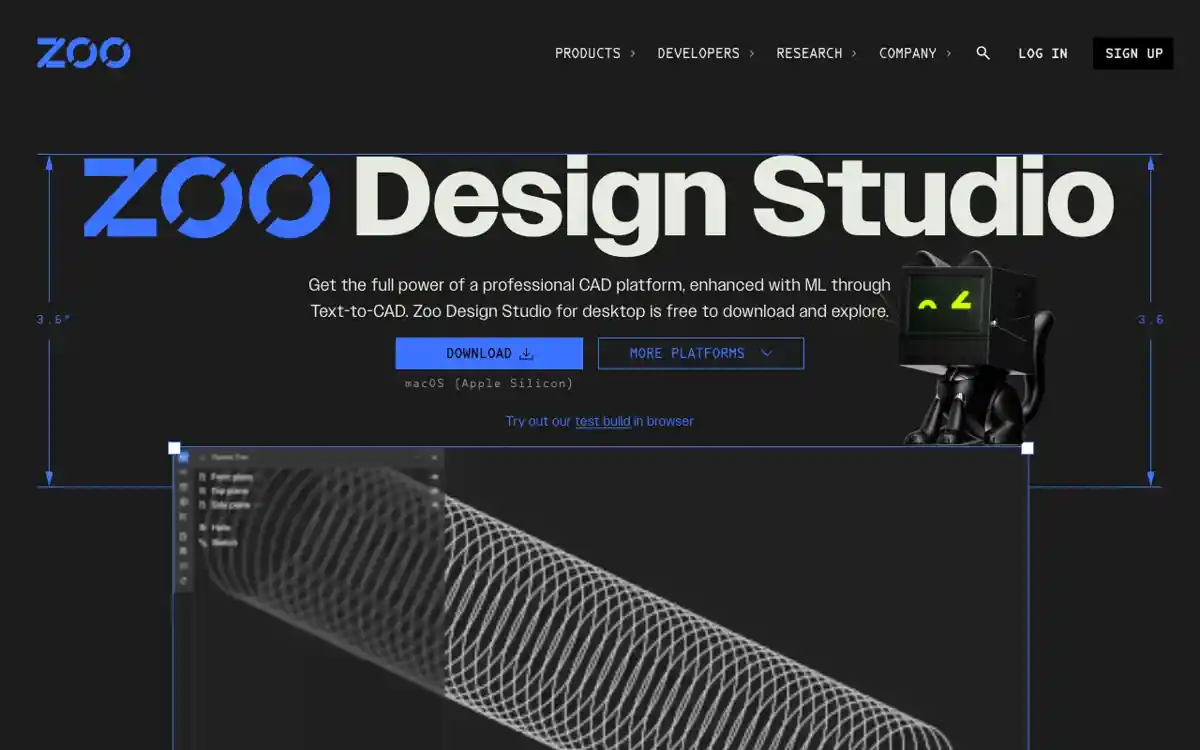 ZOO
PRODUCTS
DEVELOPERS
RESEARCH
COMPANY
LOG IN
SIGN UP
ZOO Design Studio
Get the full power of a professional CAD platform, enhanced with ML through
Text-to-CAD. Zoo Design Studio for desktop is free to download and explore.
3.6"
3.6
DOWNLOAD
MORE PLATFORMS
macOS (Apple Silicon)
Try out our test build in browser
Feature Tree
Front plane
Top plane
Side plane
Helix
Sketch